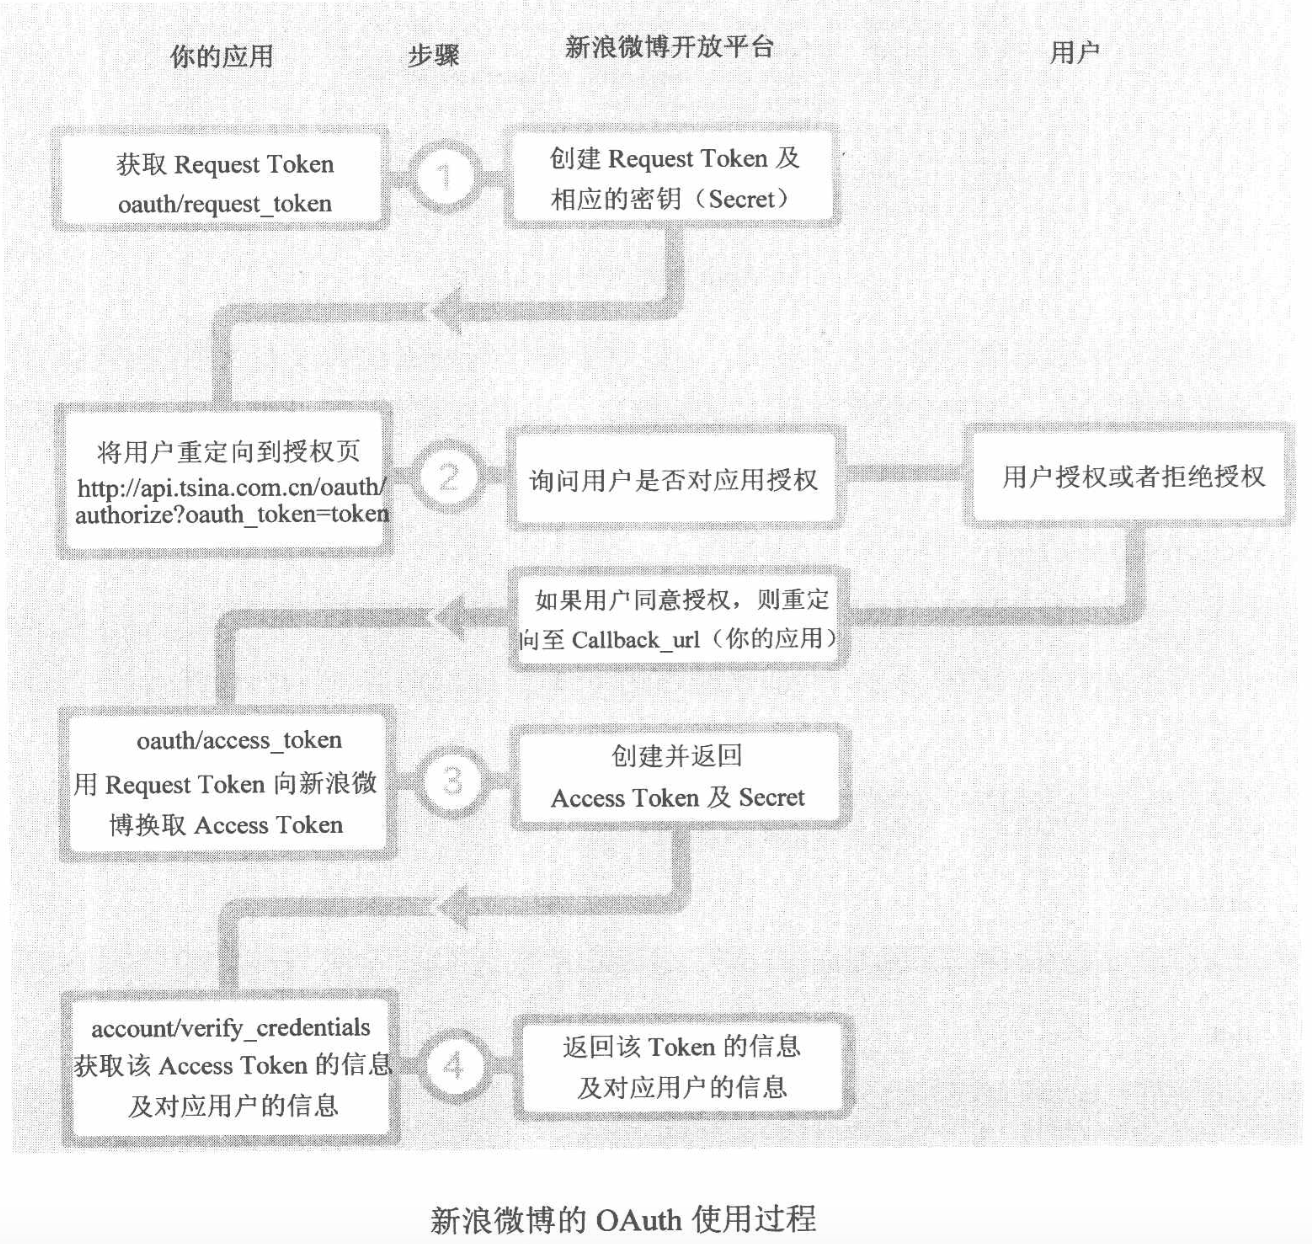 你的应用
步骤
新浪微博开放平台
用户
获取 Request Token
oauth/request_token
1
创建 Request Token 及
相应的密钥（Secret）
将用户重定向到授权页
http://api.tsina.com.cn/oauth/
authorize?oauth_token=token
2
询问用户是否对应用授权
用户授权或者拒绝授权
如果用户同意授权，则重定
向至 Callback_url（你的应用）
oauth/access_token
用 Request Token 向新浪微
博换取 Access Token
3
创建并返回
Access Token 及 Secret
account/verify_credentials
获取该 Access Token 的信息
及对应用户的信息
4
返回该 Token 的信息
及对应用户的信息
新浪微博的 OAuth 使用过程